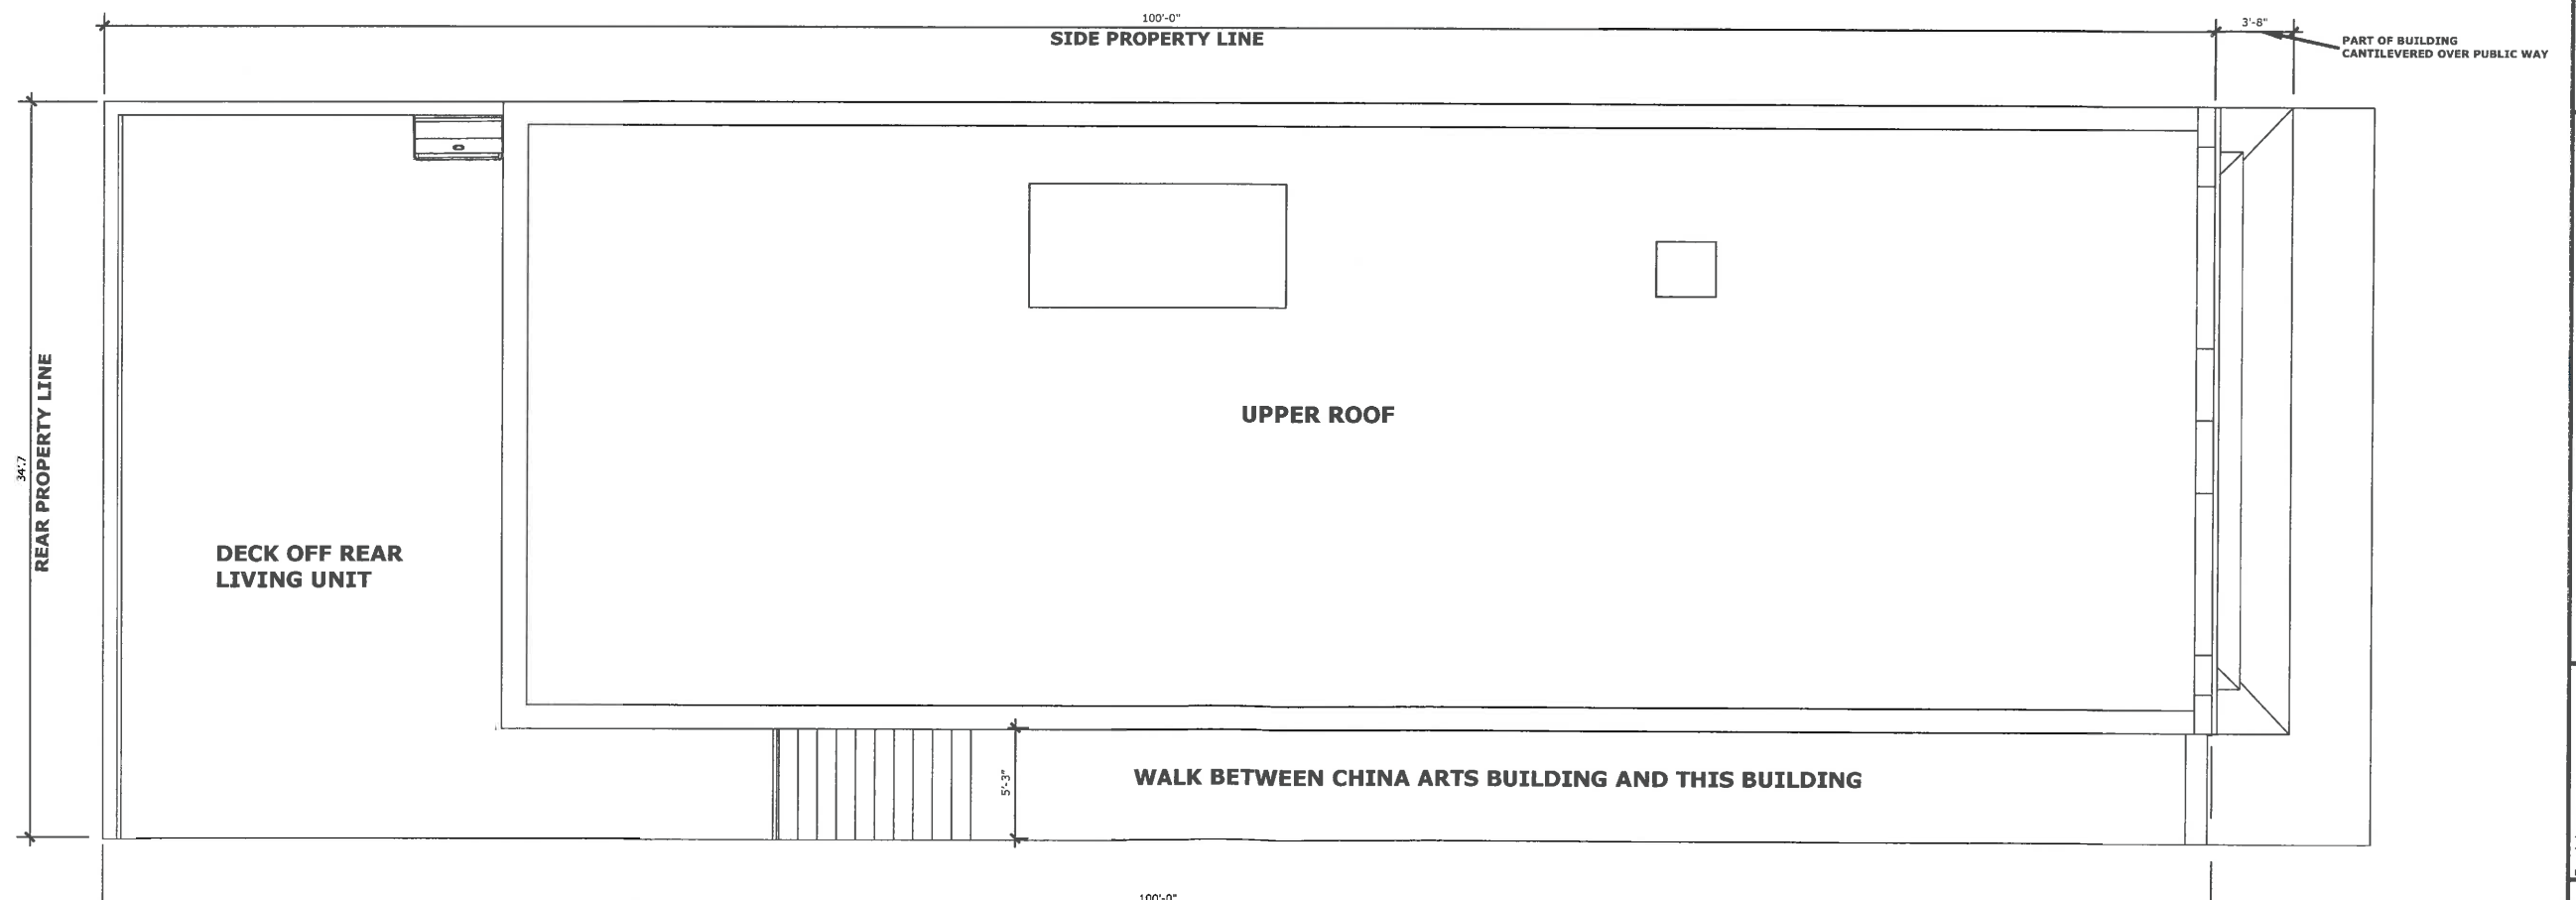 100'-0"
SIDE PROPERTY LINE
3'-8"
PART OF BUILDING
CANTILEVERED OVER PUBLIC WAY
34'.7
REAR PROPERTY LINE
UPPER ROOF
DECK OFF REAR
LIVING UNIT
5'-3"
WALK BETWEEN CHINA ARTS BUILDING AND THIS BUILDING
100'-0"